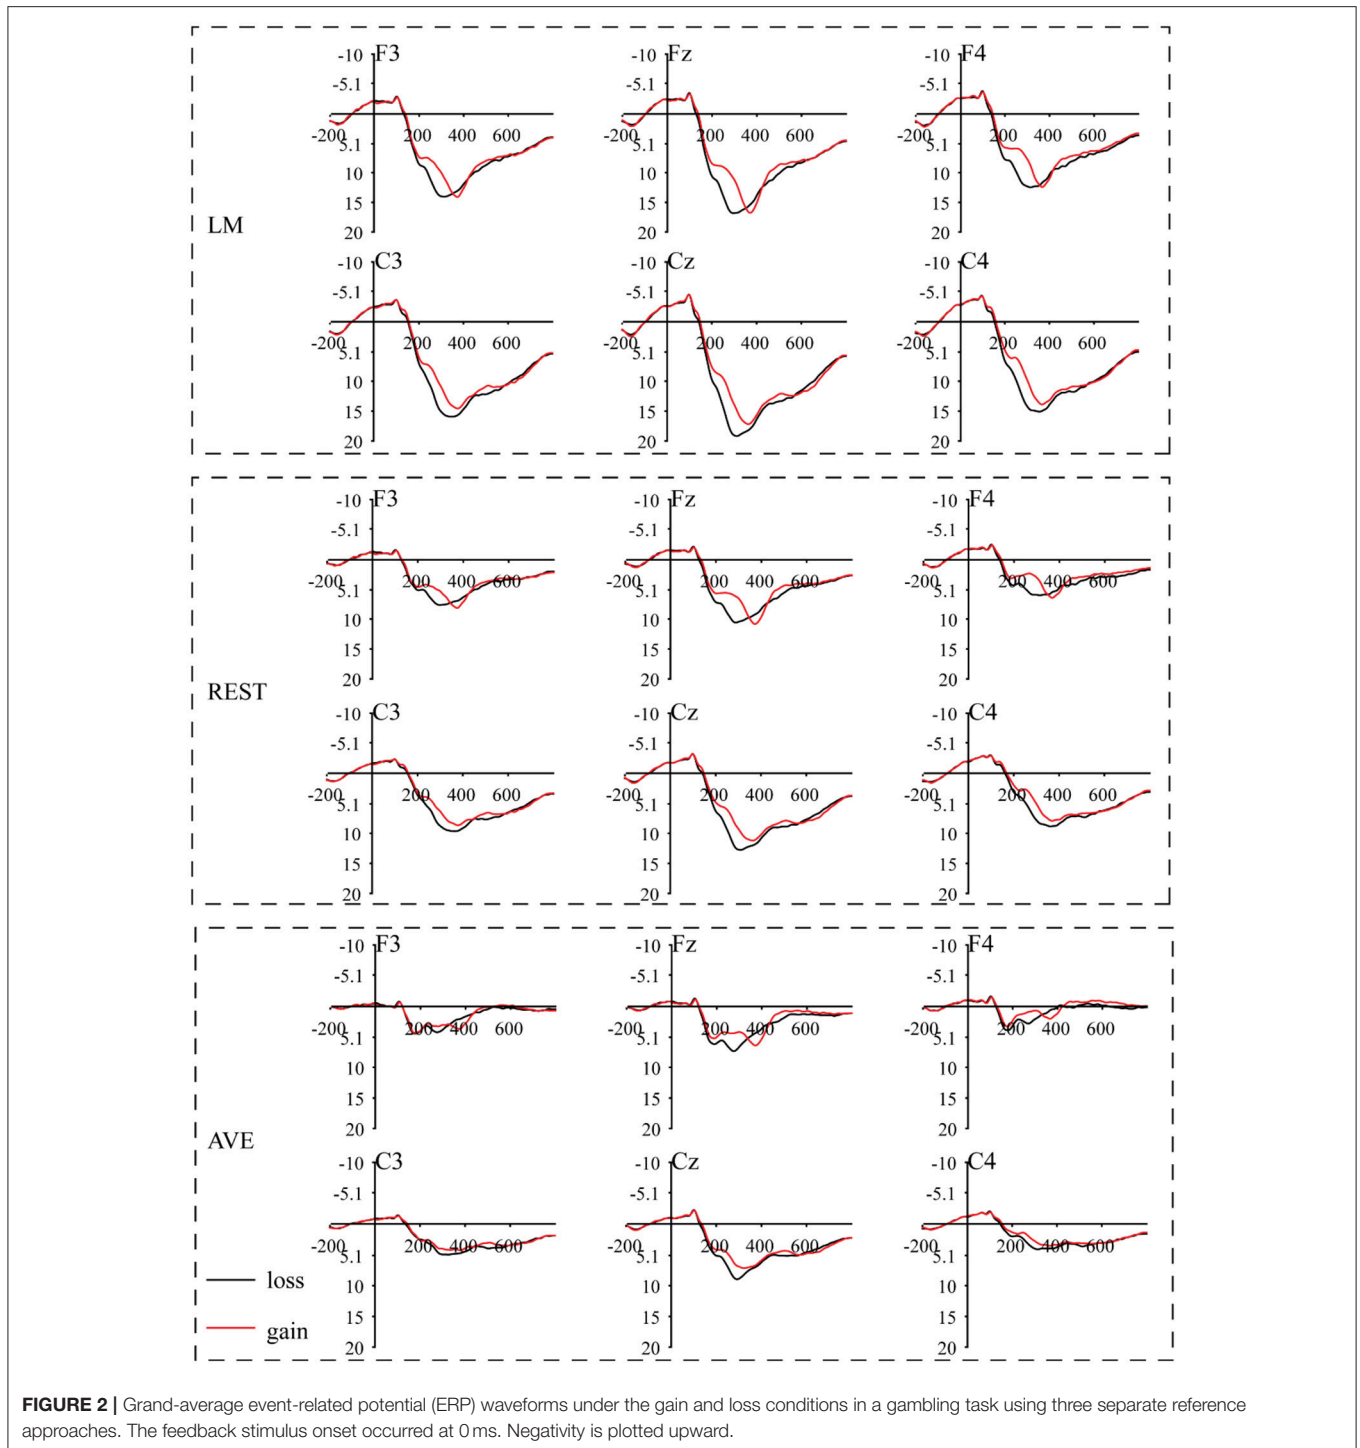 F3 Fz F4
-10 -10 -10
-5.1 -5.1 -5.1
-200 200 400 600 -200 200 400 600 -200 200 400 600
5.1 5.1 5.1
10 10 10
15 15 15
LM
20 20 20
C3 Cz C4
-10 -10 -10
-5.1 -5.1 -5.1
-200 200 400 600 -200 200 400 600 -200 200 400 600
5.1 5.1 5.1
10 10 10
15 15 15
20 20 20
F3 Fz F4
-10 -10 -10
-5.1 -5.1 -5.1
-200 200 400 600 -200 200 400 600 -200 200 400 600
5.1 5.1 5.1
10 10 10
15 15 15
20 20 20
REST
C3 Cz C4
-10 -10 -10
-5.1 -5.1 -5.1
-200 200 400 600 -200 200 400 600 -200 200 400 600
5.1 5.1 5.1
10 10 10
15 15 15
20 20 20
F3 Fz F4
-10 -10 -10
-5.1 -5.1 -5.1
-200 200 400 600 -200 200 400 600 -200 200 400 600
5.1 5.1 5.1
10 10 10
15 15 15
20 20 20
AVE
C3 Cz C4
-10 -10 -10
-5.1 -5.1 -5.1
-200 200 400 600 -200 200 400 600 -200 200 400 600
5.1 5.1 5.1
loss
10 10 10
15 15 15
gain
20 20 20
FIGURE 2 | Grand-average event-related potential (ERP) waveforms under the gain and loss conditions in a gambling task using three separate reference
approaches. The feedback stimulus onset occurred at 0 ms. Negativity is plotted upward.